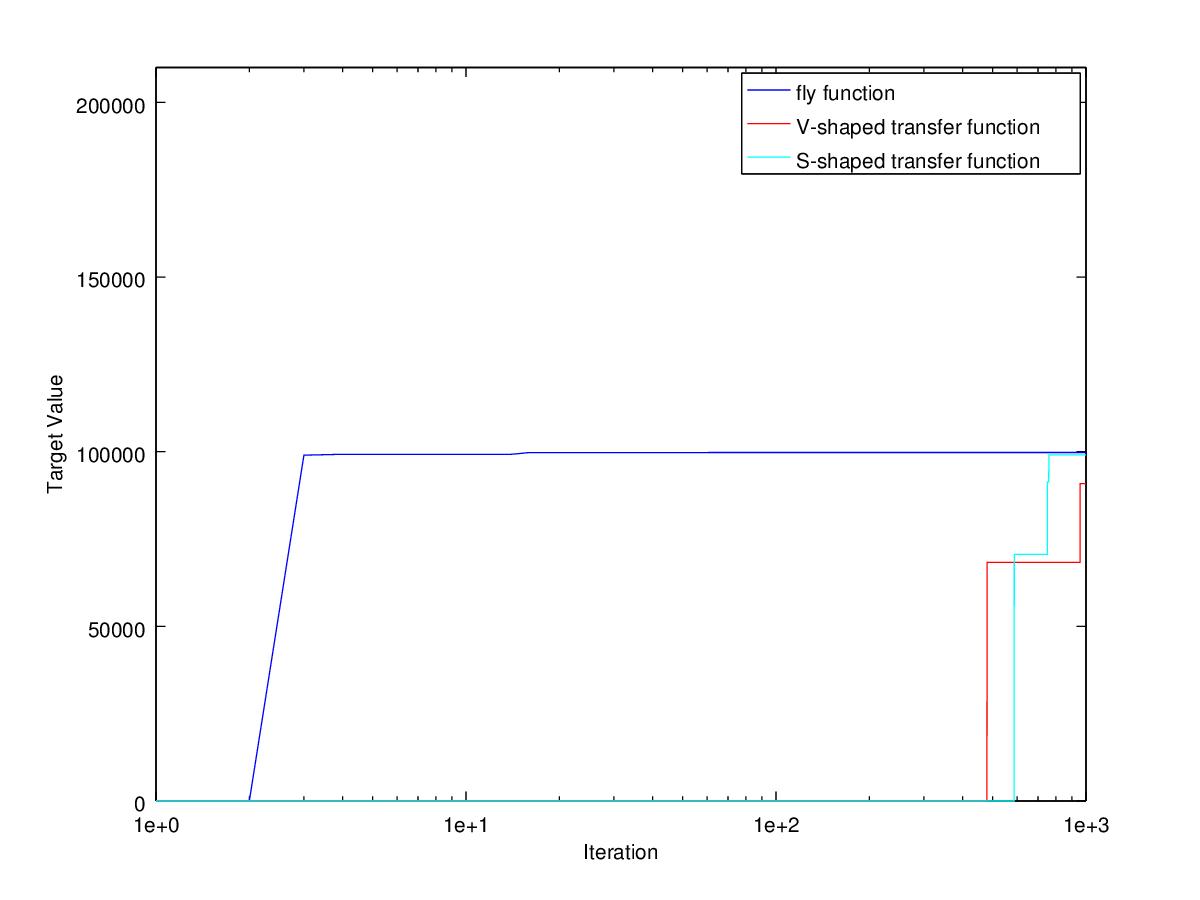 fly function
V-shaped transfer function
S-shaped transfer function
200000
150000
100000
50000
0
Target Value
1e+0
1e+1
1e+2
1e+3
Iteration